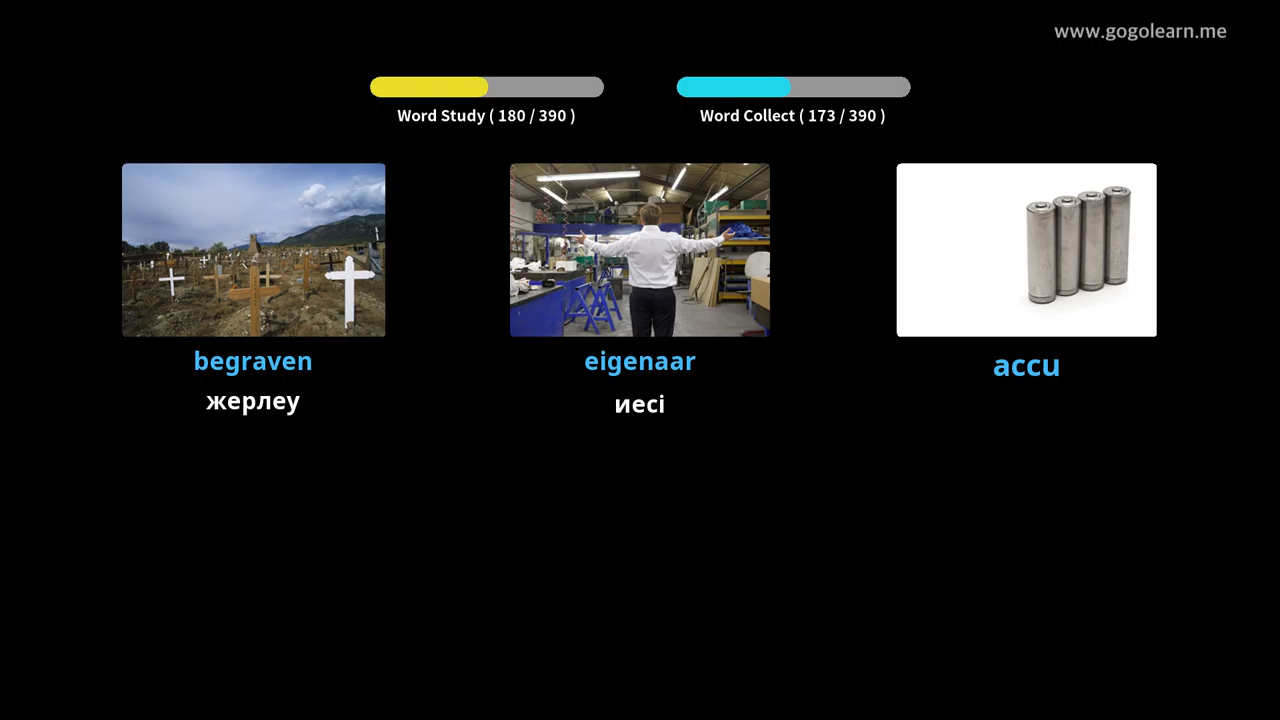 www.gogolearn.me
Word Study ( 180 / 390 )
Word Collect ( 173 / 390 )
begraven
жерлеу
eigenaar
иесі
accu